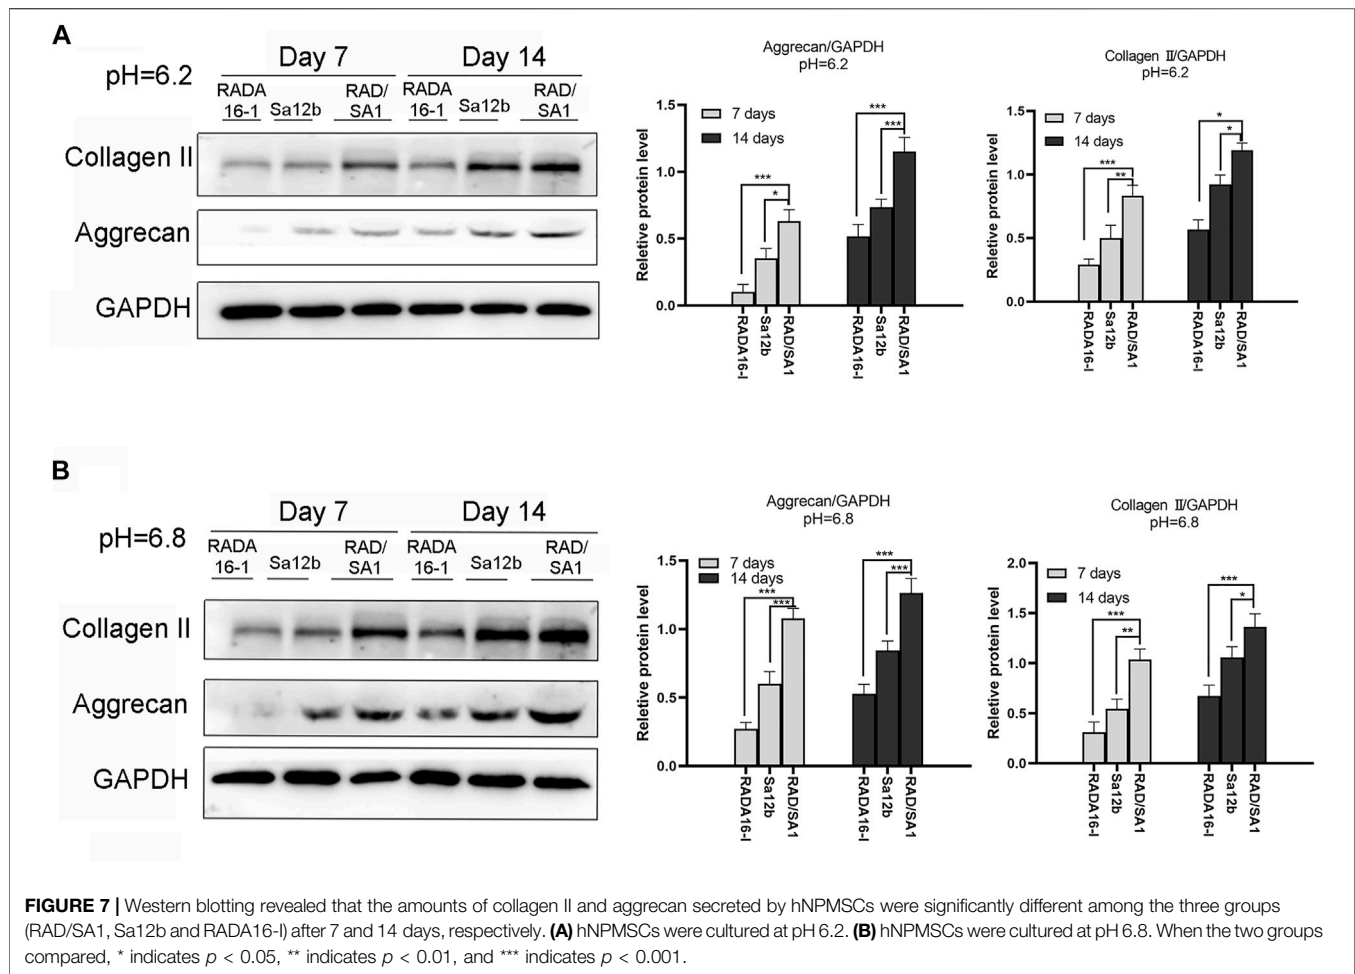 A
pH=6.2
Day 7
Day 14
RADA
16-1
Sa12b
RAD/
SA1
RADA
16-1
Sa12b
RAD/
SA1
Collagen II
Aggrecan
GAPDH
Aggrecan/GAPDH
pH=6.2
Reletive protein level
1.5
1.0
0.5
0.0
7 days
14 days
***
*
***
***
RADA16-I
Sa12b
RAD/SA1
RADA16-I
Sa12b
RAD/SA1
Collagen II/GAPDH
pH=6.2
Reletive protein level
1.5
1.0
0.5
0.0
7 days
14 days
***
**
*
*
RADA16-I
Sa12b
RAD/SA1
RADA16-I
Sa12b
RAD/SA1
B
pH=6.8
Day 7
Day 14
RADA
16-1
Sa12b
RAD/
SA1
RADA
16-1
Sa12b
RAD/
SA1
Collagen II
Aggrecan
GAPDH
Aggrecan/GAPDH
pH=6.8
Reletive protein level
1.5
1.0
0.5
0.0
7 days
14 days
***
***
***
***
RADA16-I
Sa12b
RAD/SA1
RADA16-I
Sa12b
RAD/SA1
Collagen II/GAPDH
pH=6.8
Reletive protein level
2.0
1.5
1.0
0.5
0.0
7 days
14 days
***
**
***
*
RADA16-I
Sa12b
RAD/SA1
RADA16-I
Sa12b
RAD/SA1
FIGURE 7 | Western blotting revealed that the amounts of collagen II and aggrecan secreted by hNPMSCs were significantly different among the three groups
(RAD/SA1, Sa12b and RADA16-I) after 7 and 14 days, respectively. (A) hNPMSCs were cultured at pH 6.2. (B) hNPMSCs were cultured at pH 6.8. When the two groups
compared, * indicates p < 0.05, ** indicates p < 0.01, and *** indicates p < 0.001.